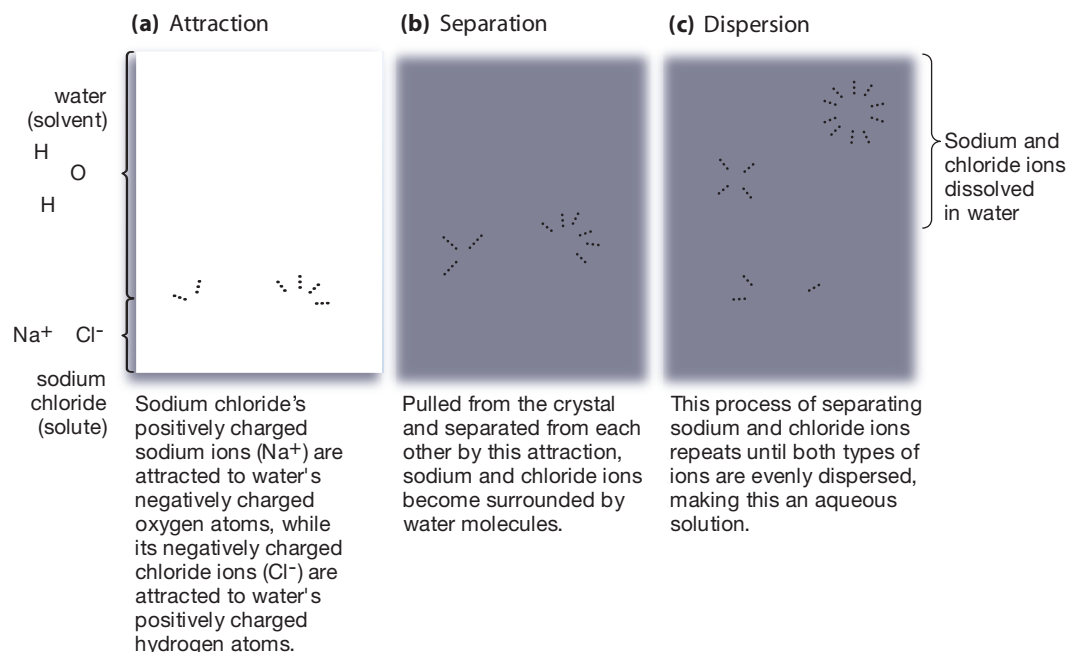 (a) Attraction
(b) Separation
(c) Dispersion
water
(solvent)
H
O
H
Na+ Cl-
sodium
chloride
(solute)
Sodium and
chloride ions
dissolved
in water
Sodium chloride's
positively charged
sodium ions (Na+) are
attracted to water's
negatively charged
oxygen atoms, while
its negatively charged
chloride ions (Cl-) are
attracted to water's
positively charged
hydrogen atoms.
Pulled from the crystal
and separated from each
other by this attraction,
sodium and chloride ions
become surrounded by
water molecules.
This process of separating
sodium and chloride ions
repeats until both types of
ions are evenly dispersed,
making this an aqueous
solution.